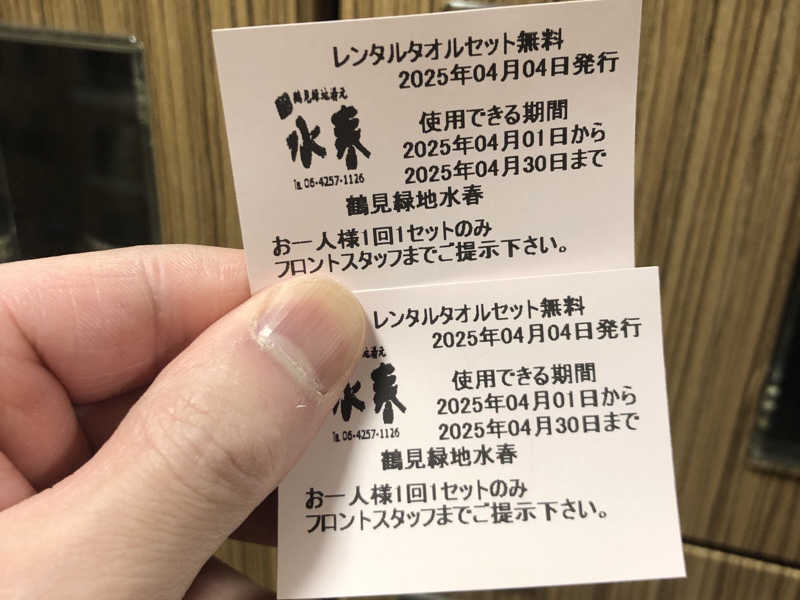 レンタルタオルセット無料
2025年04月04日発行
鶴見緑地湯元
水春
℡ 06-4257-1126
使用できる期間
2025年04月01日から
2025年04月30日まで
鶴見緑地水春
お一人様1回1セットのみ
フロントスタッフまでご提示下さい。
レンタルタオルセット無料
2025年04月04日発行
湯元
水春
℡ 06-4257-1126
使用できる期間
2025年04月01日から
2025年04月30日まで
鶴見緑地水春
お一人様1回1セットのみ
フロントスタッフまでご提示下さい。